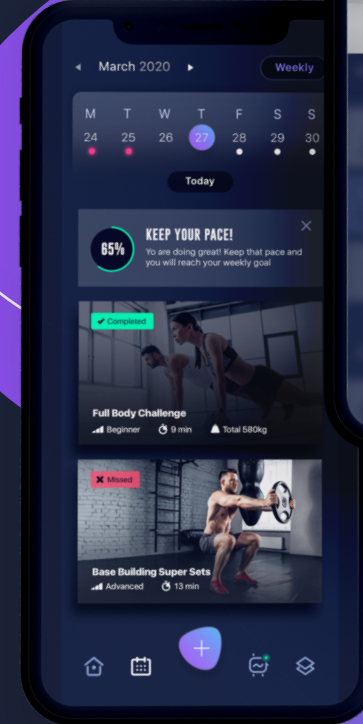 March 2020
Weekly
M T W T F S S
24 25 26 27 28 29 30
Today
65%
KEEP YOUR PACE!
Yo are doing great! Keep that pace and
you will reach your weekly goal
Completed
Full Body Challenge
Beginner 9 min Total 580kg
Missed
Base Building Super Sets
Advanced 13 min